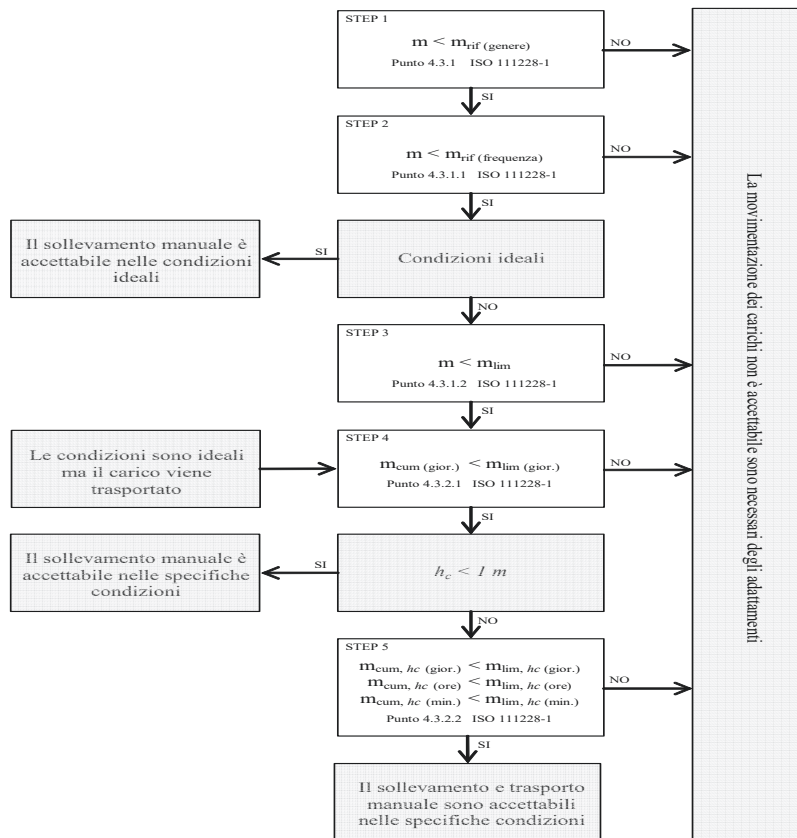 STEP 1
m < mrif (genere)
Punto 4.3.1 ISO 111228-1
NO
SI
STEP 2
m < mrif (frequenza)
Punto 4.3.1.1 ISO 111228-1
NO
SI
Il sollevamento manuale è
accettabile nelle condizioni
ideali
SI
Condizioni ideali
NO
STEP 3
m < mlim
Punto 4.3.1.2 ISO 111228-1
NO
SI
Le condizioni sono ideali
ma il carico viene
trasportato
STEP 4
mcum (gior.) < mlim (gior.)
Punto 4.3.2.1 ISO 111228-1
NO
SI
Il sollevamento manuale è
accettabile nelle specifiche
condizioni
SI
hc < 1 m
NO
STEP 5
mcum, hc (gior.) < mlim, hc (gior.)
mcum, hc (ore) < mlim, hc (ore)
mcum, hc (min.) < mlim, hc (min.)
Punto 4.3.2.2 ISO 111228-1
NO
SI
Il sollevamento e trasporto
manuale sono accettabili
nelle specifiche condizioni
La movimentazione dei carichi non è accettabile sono necessari degli adattamenti